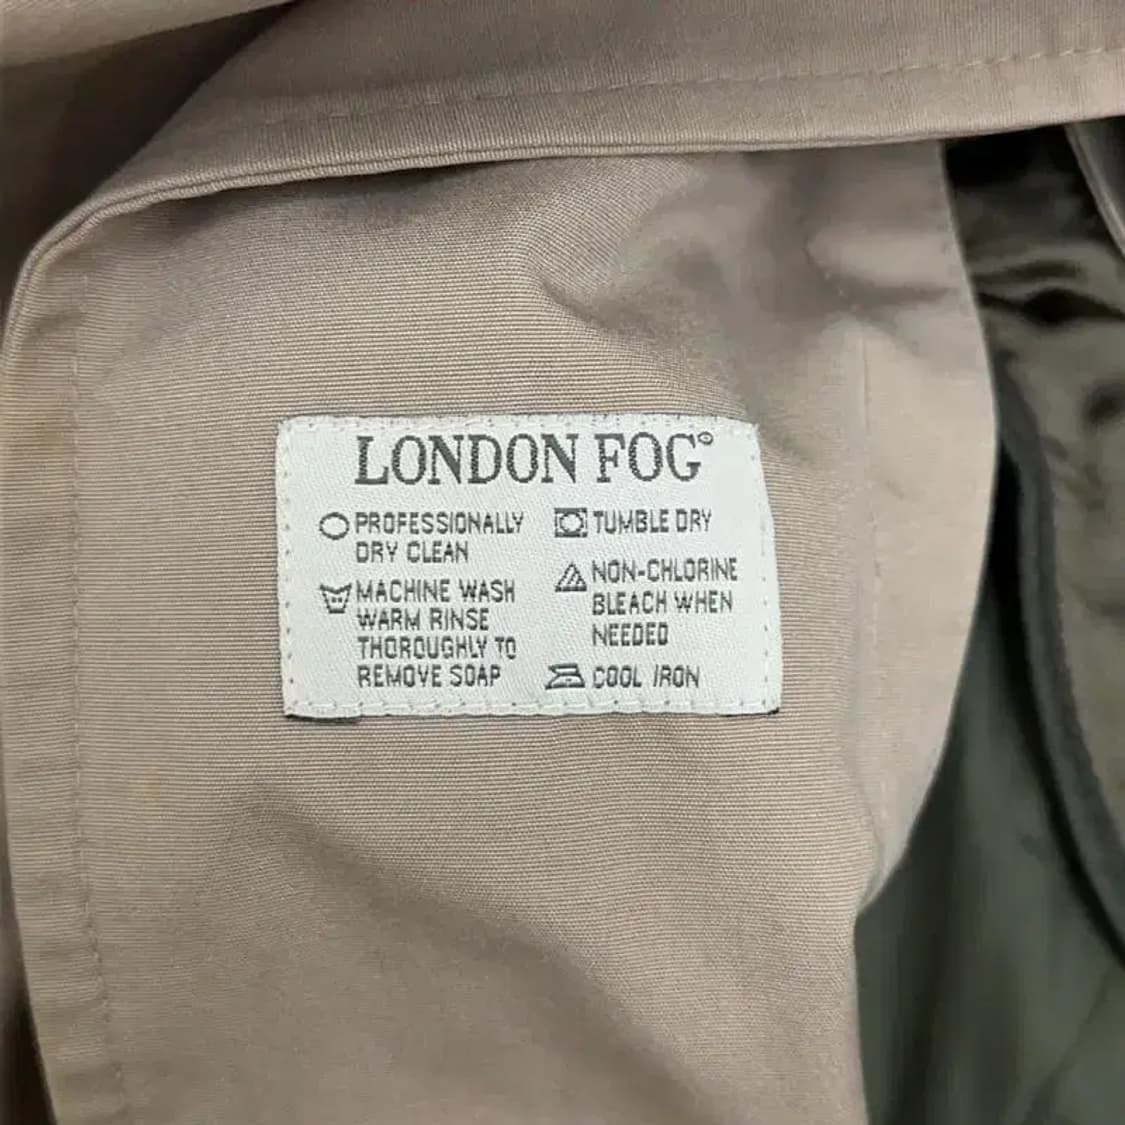 LONDON FOG®
PROFESSIONALLY
DRY CLEAN
MACHINE WASH
WARM RINSE
THOROUGHLY TO
REMOVE SOAP
TUMBLE DRY
NON-CHLORINE
BLEACH WHEN
NEEDED
COOL IRON